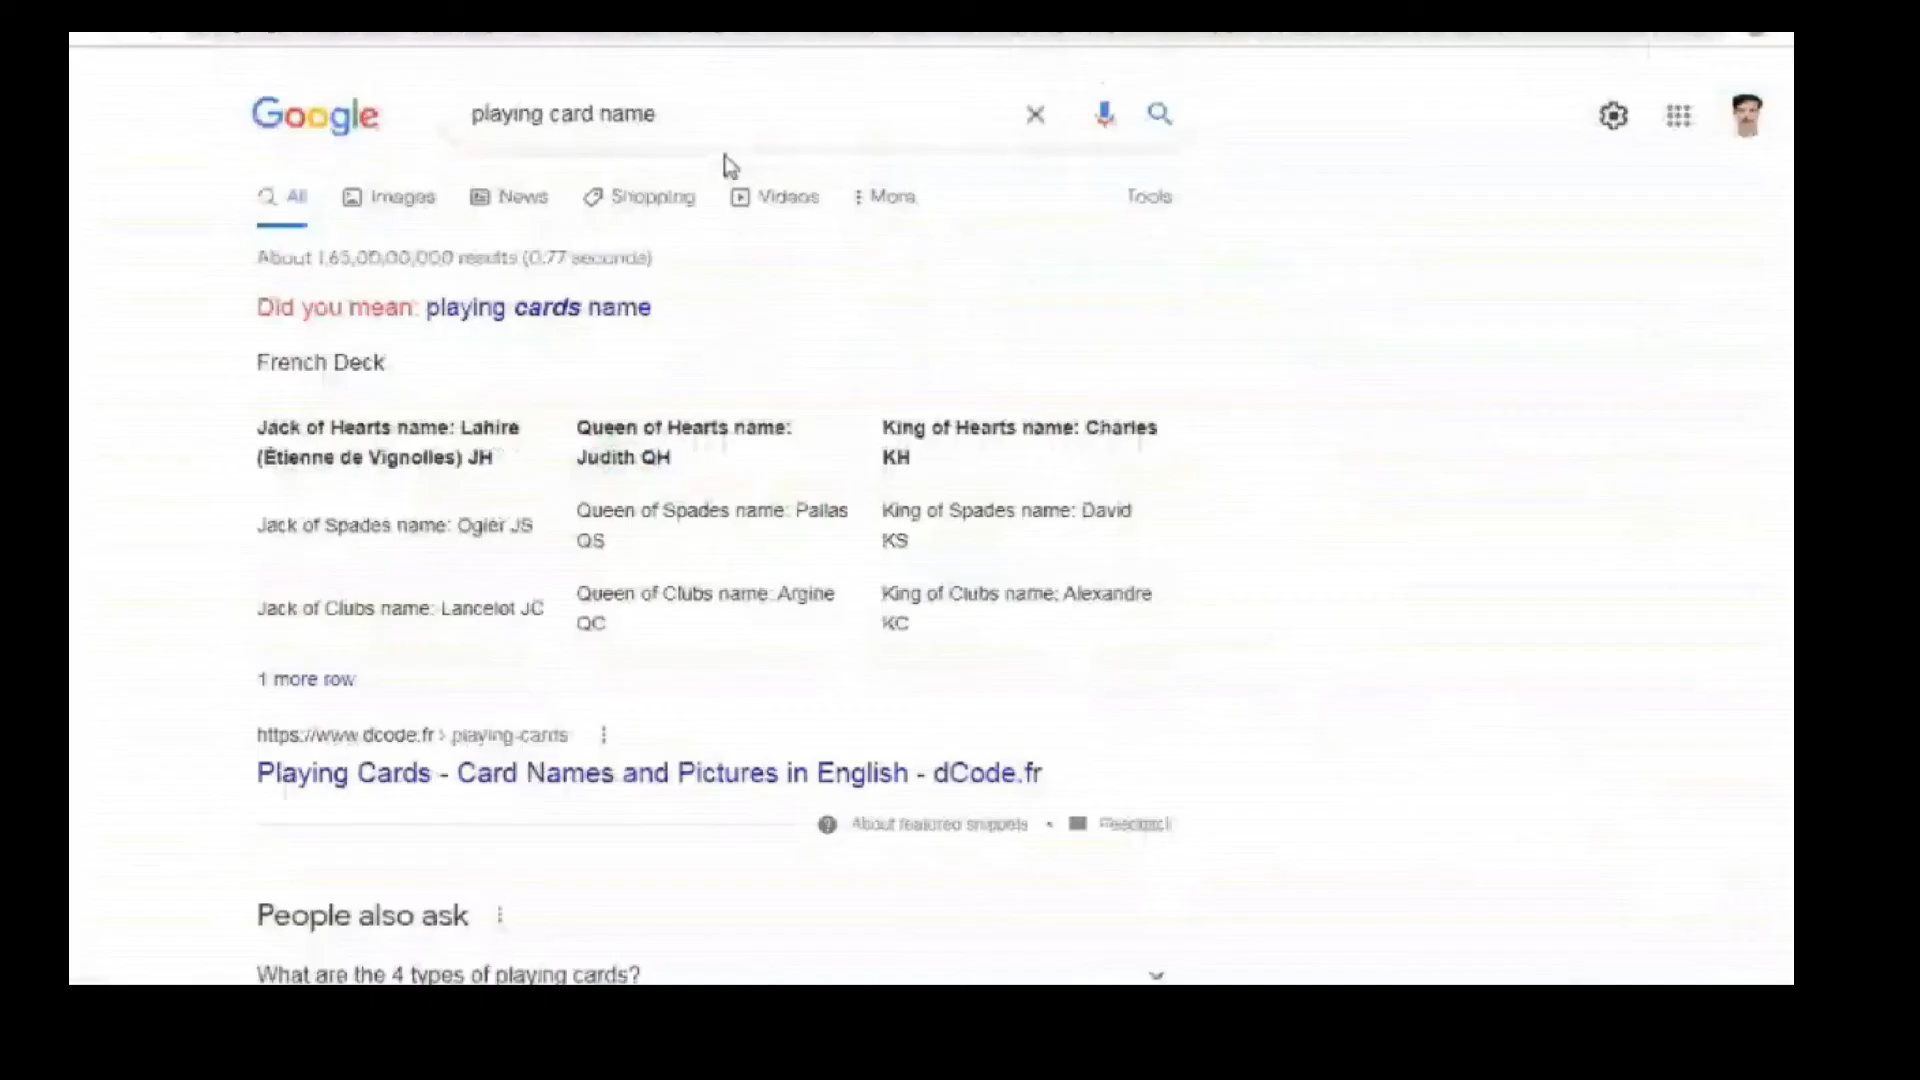 Google
playing card name
All Images News Shopping Videos More Tools
About 1,65,00,00,000 results (0.77 seconds)
Did you mean: playing cards name
French Deck
Jack of Hearts name: Lahire
(Étienne de Vignolles) JH
Queen of Hearts name:
Judith QH
King of Hearts name: Charles
KH
Jack of Spades name: Ogier JS
Queen of Spades name: Pallas
QS
King of Spades name: David
KS
Jack of Clubs name: Lancelot JC
Queen of Clubs name: Argine
QC
King of Clubs name: Alexandre
KC
1 more row
https://www.dcode.fr › playing-cards
Playing Cards - Card Names and Pictures in English - dCode.fr
About featured snippets • Feedback
People also ask
What are the 4 types of playing cards?